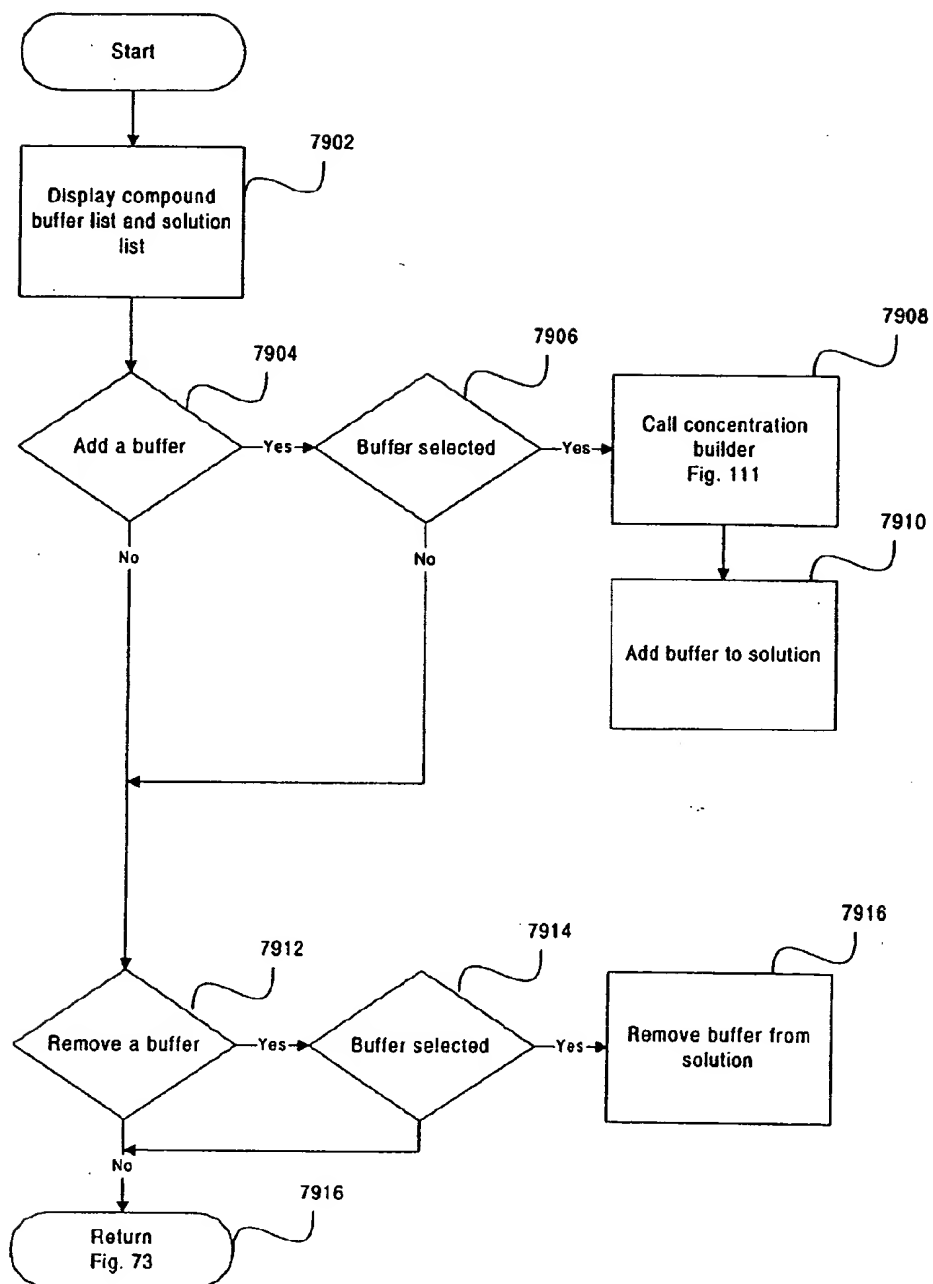 Start
7902
Display compound
buffer list and solution
list
7904
Add a buffer
Yes
7906
Buffer selected
Yes
7908
Call concentration
builder
Fig. 111
No
No
7910
Add buffer to solution
7912
Remove a buffer
Yes
7914
Buffer selected
Yes
7916
Remove buffer from
solution
No
7916
Return
Fig. 73